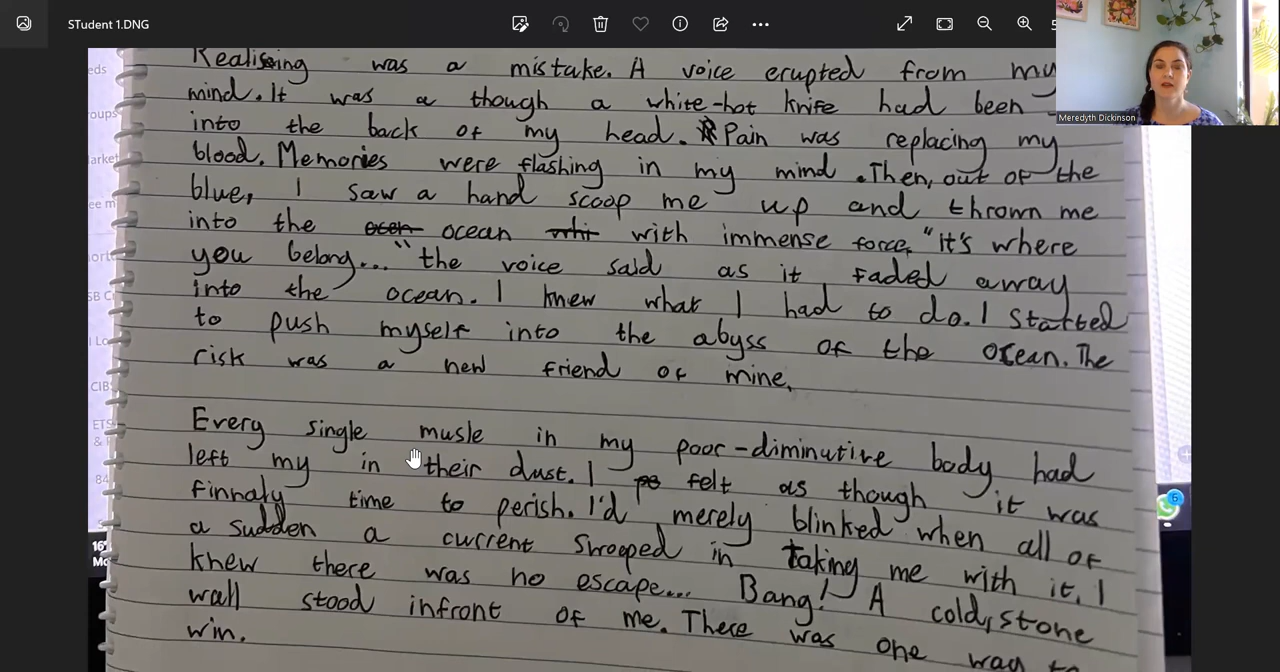 STudent 1.DNG
Meredyth Dickinson
Realising was a mistake. A voice erupted from my
mind. It was a though a white-hot knife had been
into the back of my head. Pain was replacing my
blood. Memories were flashing in my mind. Then, out of the
blue, I saw a hand scoop me up and thrown me
into the ocean with immense force. "It's where
you belong..." the voice said as it faded away
into the ocean. I knew what I had to do. I started
to push myself into the abyss of the ocean. The
risk was a new friend of mine.
Every single musle in my poor-diminutive body had
left my in their dust. I felt as though it was
finnaly time to perish. I'd merely blinked when all of
a sudden a current swooped in taking me with it. I
knew there was no escape... Bang! A cold, stone
wall stood infront of me. There was one way to
win.